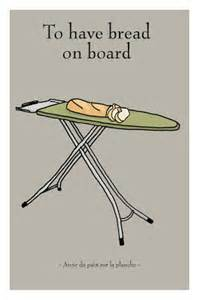 To have bread
on board
- Avoir du pain sur la planche -